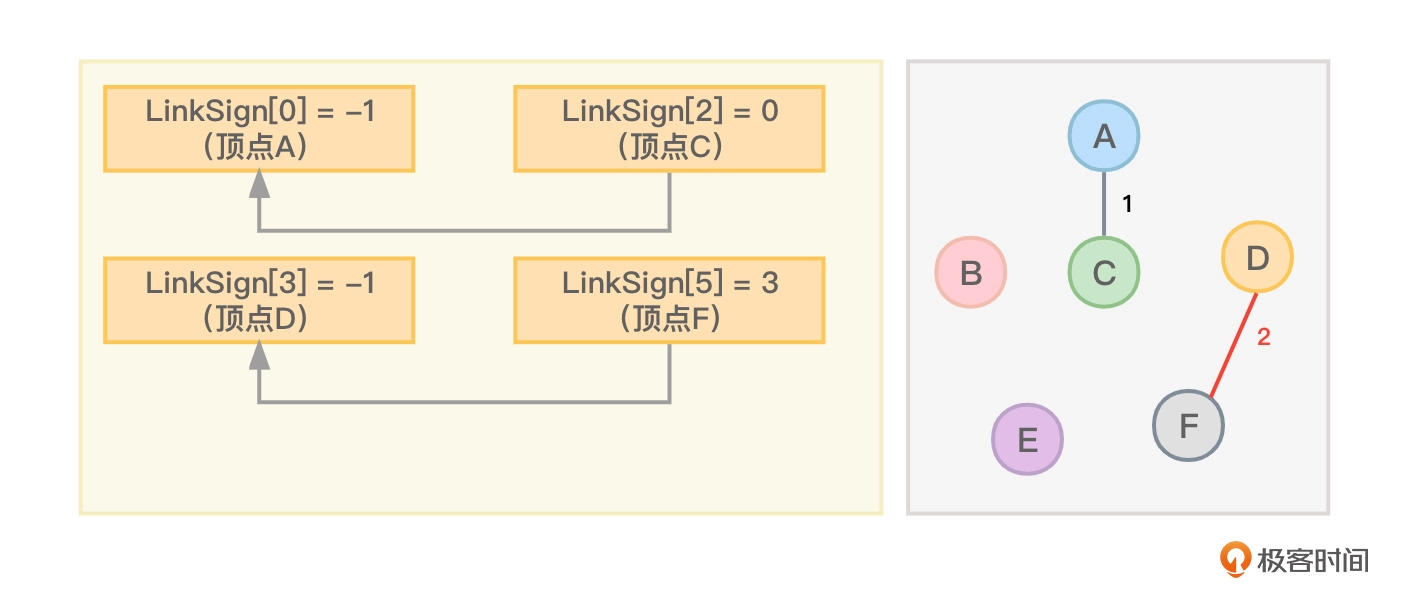 LinkSign[0] = –1
（顶点A）
LinkSign[2] = 0
（顶点C）
LinkSign[3] = –1
（顶点D）
LinkSign[5] = 3
（顶点F）
A
1
B
C
D
2
E
F
极客时间